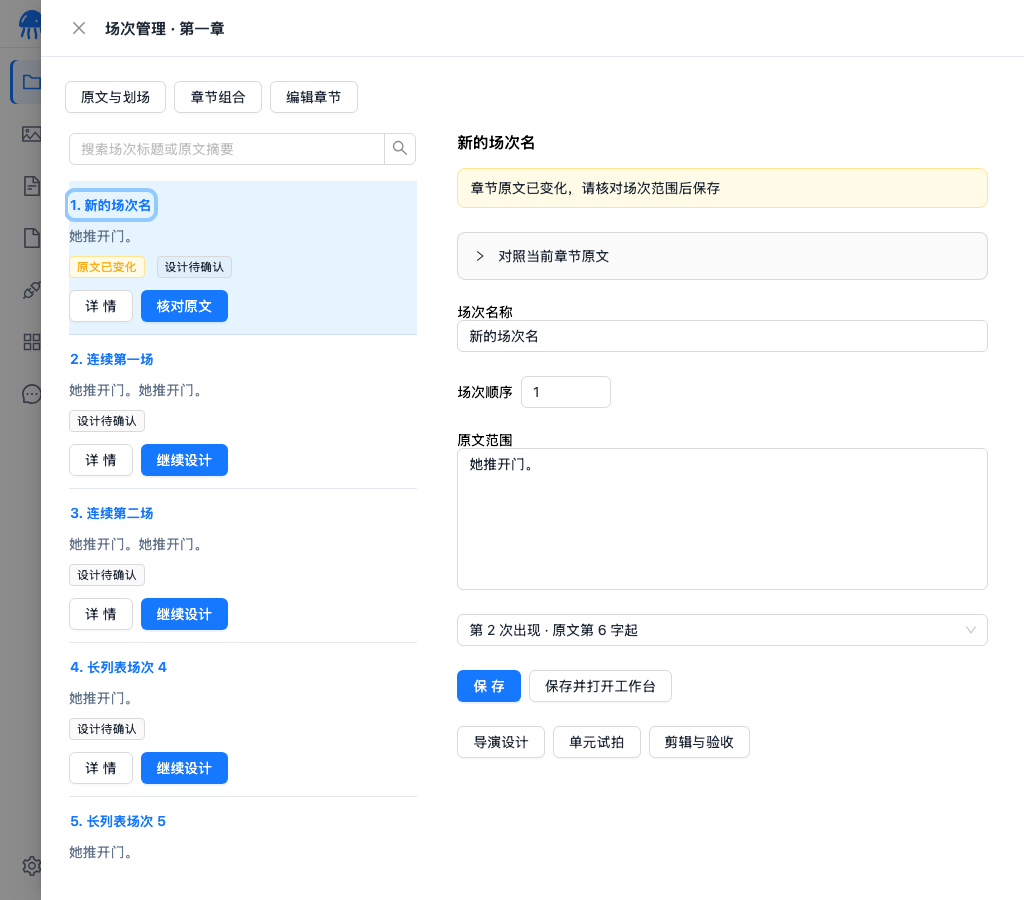 场次管理 · 第一章
原文与划场 章节组合 编辑章节
搜索场次标题或原文摘要
1. 新的场次名
她推开门。
原文已变化 设计待确认
详 情 核对原文
2. 连续第一场
她推开门。她推开门。
设计待确认
详 情 继续设计
3. 连续第二场
她推开门。她推开门。
设计待确认
详 情 继续设计
4. 长列表场次 4
她推开门。
设计待确认
详 情 继续设计
5. 长列表场次 5
她推开门。
新的场次名
章节原文已变化，请核对场次范围后保存
对照当前章节原文
场次名称
新的场次名
场次顺序 1
原文范围
她推开门。
第 2 次出现 · 原文第 6 字起
保 存 保存并打开工作台
导演设计 单元试拍 剪辑与验收